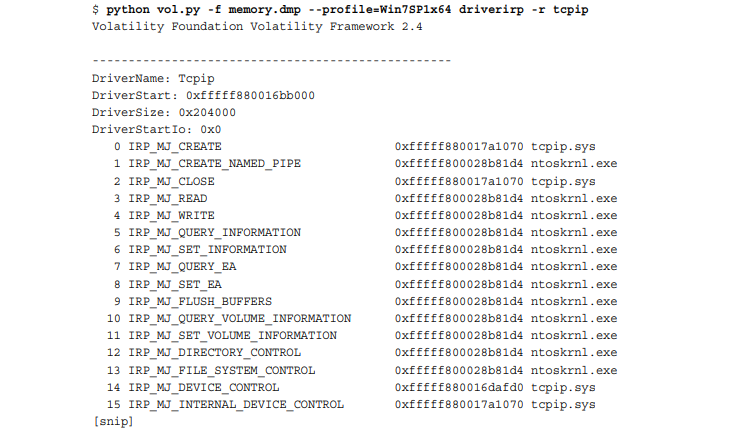 $ python vol.py -f memory.dmp --profile=Win7SP1x64 driverirp -r tcpip
Volatility Foundation Volatility Framework 2.4
--------------------------------------------------
DriverName: Tcpip
DriverStart: 0xfffff880016bb000
DriverSize: 0x204000
DriverStartIo: 0x0
0 IRP_MJ_CREATE 0xfffff880017a1070 tcpip.sys
1 IRP_MJ_CREATE_NAMED_PIPE 0xfffff800028b81d4 ntoskrnl.exe
2 IRP_MJ_CLOSE 0xfffff880017a1070 tcpip.sys
3 IRP_MJ_READ 0xfffff800028b81d4 ntoskrnl.exe
4 IRP_MJ_WRITE 0xfffff800028b81d4 ntoskrnl.exe
5 IRP_MJ_QUERY_INFORMATION 0xfffff800028b81d4 ntoskrnl.exe
6 IRP_MJ_SET_INFORMATION 0xfffff800028b81d4 ntoskrnl.exe
7 IRP_MJ_QUERY_EA 0xfffff800028b81d4 ntoskrnl.exe
8 IRP_MJ_SET_EA 0xfffff800028b81d4 ntoskrnl.exe
9 IRP_MJ_FLUSH_BUFFERS 0xfffff800028b81d4 ntoskrnl.exe
10 IRP_MJ_QUERY_VOLUME_INFORMATION 0xfffff800028b81d4 ntoskrnl.exe
11 IRP_MJ_SET_VOLUME_INFORMATION 0xfffff800028b81d4 ntoskrnl.exe
12 IRP_MJ_DIRECTORY_CONTROL 0xfffff800028b81d4 ntoskrnl.exe
13 IRP_MJ_FILE_SYSTEM_CONTROL 0xfffff800028b81d4 ntoskrnl.exe
14 IRP_MJ_DEVICE_CONTROL 0xfffff880016dafd0 tcpip.sys
15 IRP_MJ_INTERNAL_DEVICE_CONTROL 0xfffff880017a1070 tcpip.sys
[snip]